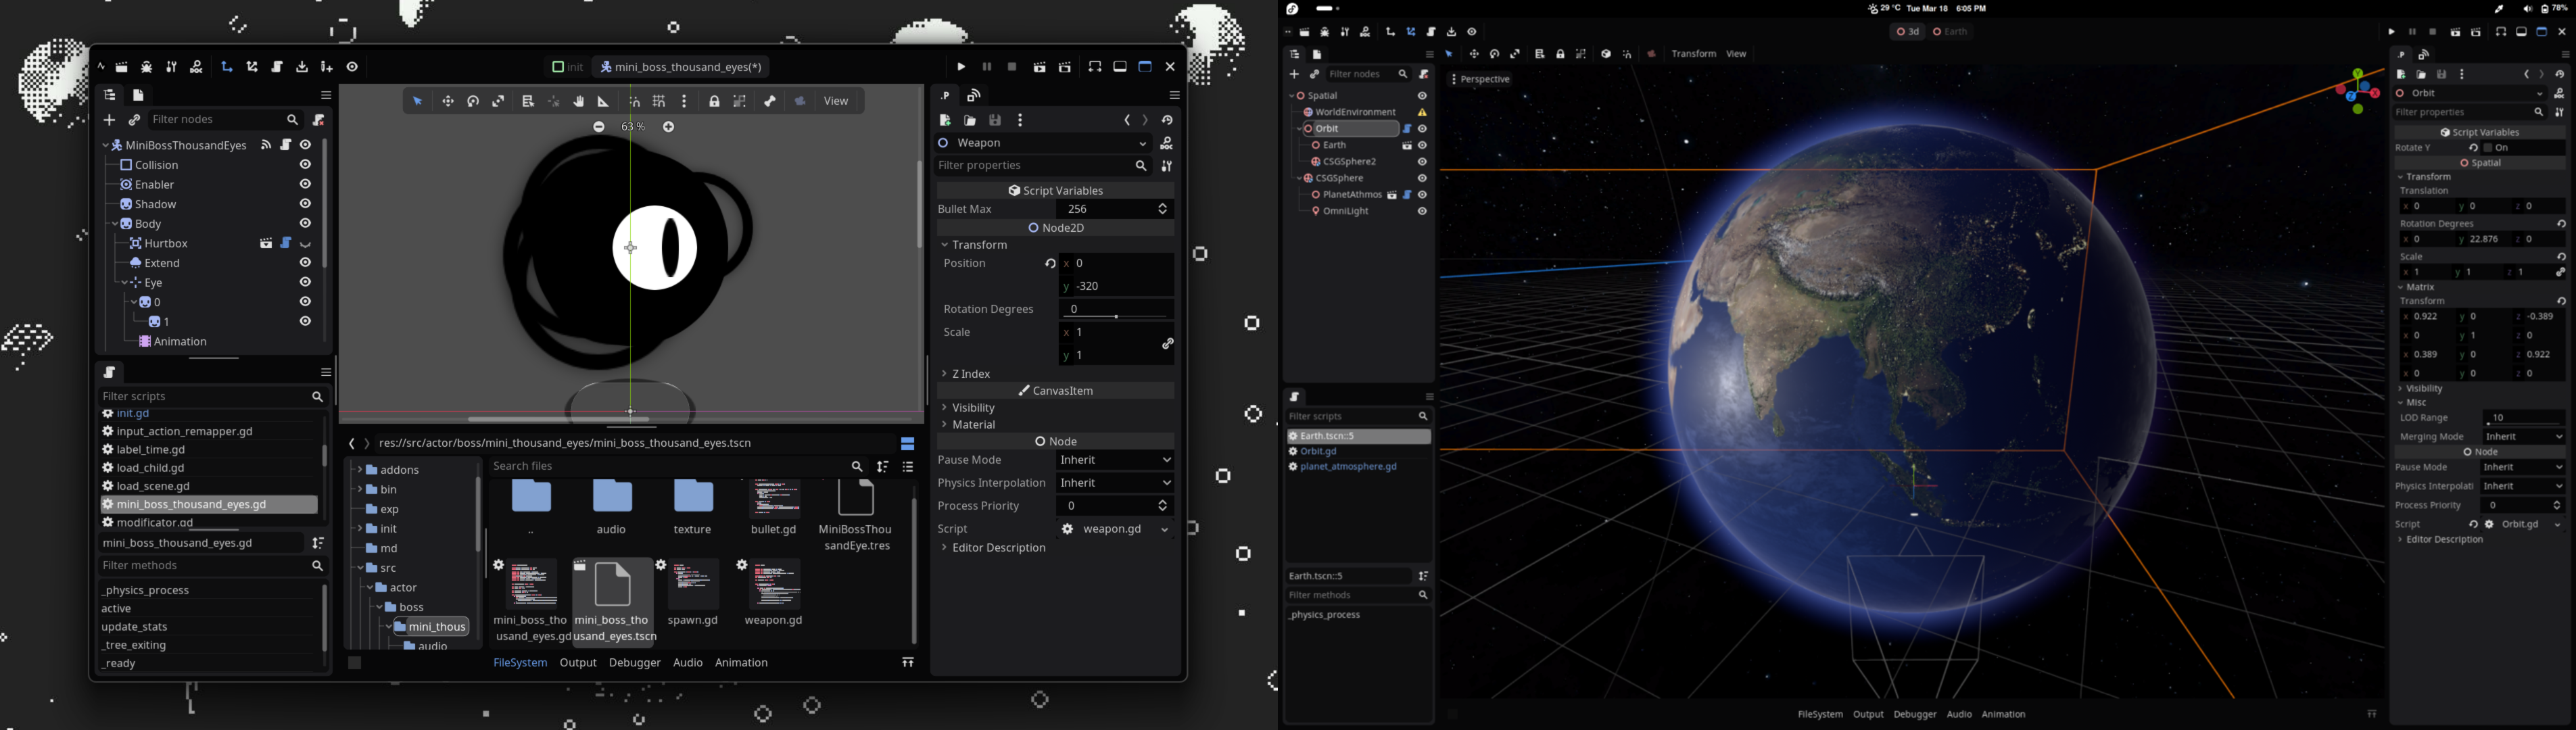 init
mini_boss_thousand_eyes(*)
Filter nodes
MiniBossThousandEyes
Collision
Enabler
Shadow
Body
Hurtbox
Extend
Eye
0
1
Animation
Filter scripts
init.gd
input_action_remapper.gd
label_time.gd
load_child.gd
load_scene.gd
mini_boss_thousand_eyes.gd
modificator.gd
mini_boss_thousand_eyes.gd
Filter methods
_physics_process
active
update_stats
_tree_exiting
_ready
View
63 %
res://src/actor/boss/mini_thousand_eyes/mini_boss_thousand_eyes.tscn
addons
bin
exp
init
md
src
actor
boss
mini_thous
audio
Search files
..
audio
texture
bullet.gd
MiniBossThou
sandEye.tres
mini_boss_tho
usand_eyes.gd
mini_boss_tho
usand_eyes.tscn
spawn.gd
weapon.gd
FileSystem Output Debugger Audio Animation
.P
Weapon
Filter properties
Script Variables
Bullet Max 256
Node2D
Transform
Position x 0
y -320
Rotation Degrees 0
Scale x 1
y 1
Z Index
CanvasItem
Visibility
Material
Node
Pause Mode Inherit
Physics Interpolation Inherit
Process Priority 0
Script weapon.gd
Editor Description
29 °C Tue Mar 18 6:05 PM
78%
3d Earth
Filter nodes
Spatial
WorldEnvironment
Orbit
Earth
CSGSphere2
CSGSphere
PlanetAthmos
OmniLight
Filter scripts
Earth.tscn::5
Orbit.gd
planet_atmosphere.gd
Earth.tscn::5
Filter methods
_physics_process
Transform View
Perspective
Y
X
Z
FileSystem Output Debugger Audio Animation
.P
Orbit
Filter properties
Script Variables
Rotate Y On
Spatial
Transform
Translation
x 0 y 0 z 0
Rotation Degrees
x 0 y 22.876 z 0
Scale
x 1 y 1 z 1
Matrix
Transform
x 0.922 y 0 z -0.389
x 0 y 1 z 0
x 0.389 y 0 z 0.922
x 0 y 0 z 0
Visibility
Misc
LOD Range 10
Merging Mode Inherit
Node
Pause Mode Inherit
Physics Interpolati Inherit
Process Priority 0
Script Orbit.gd
Editor Description